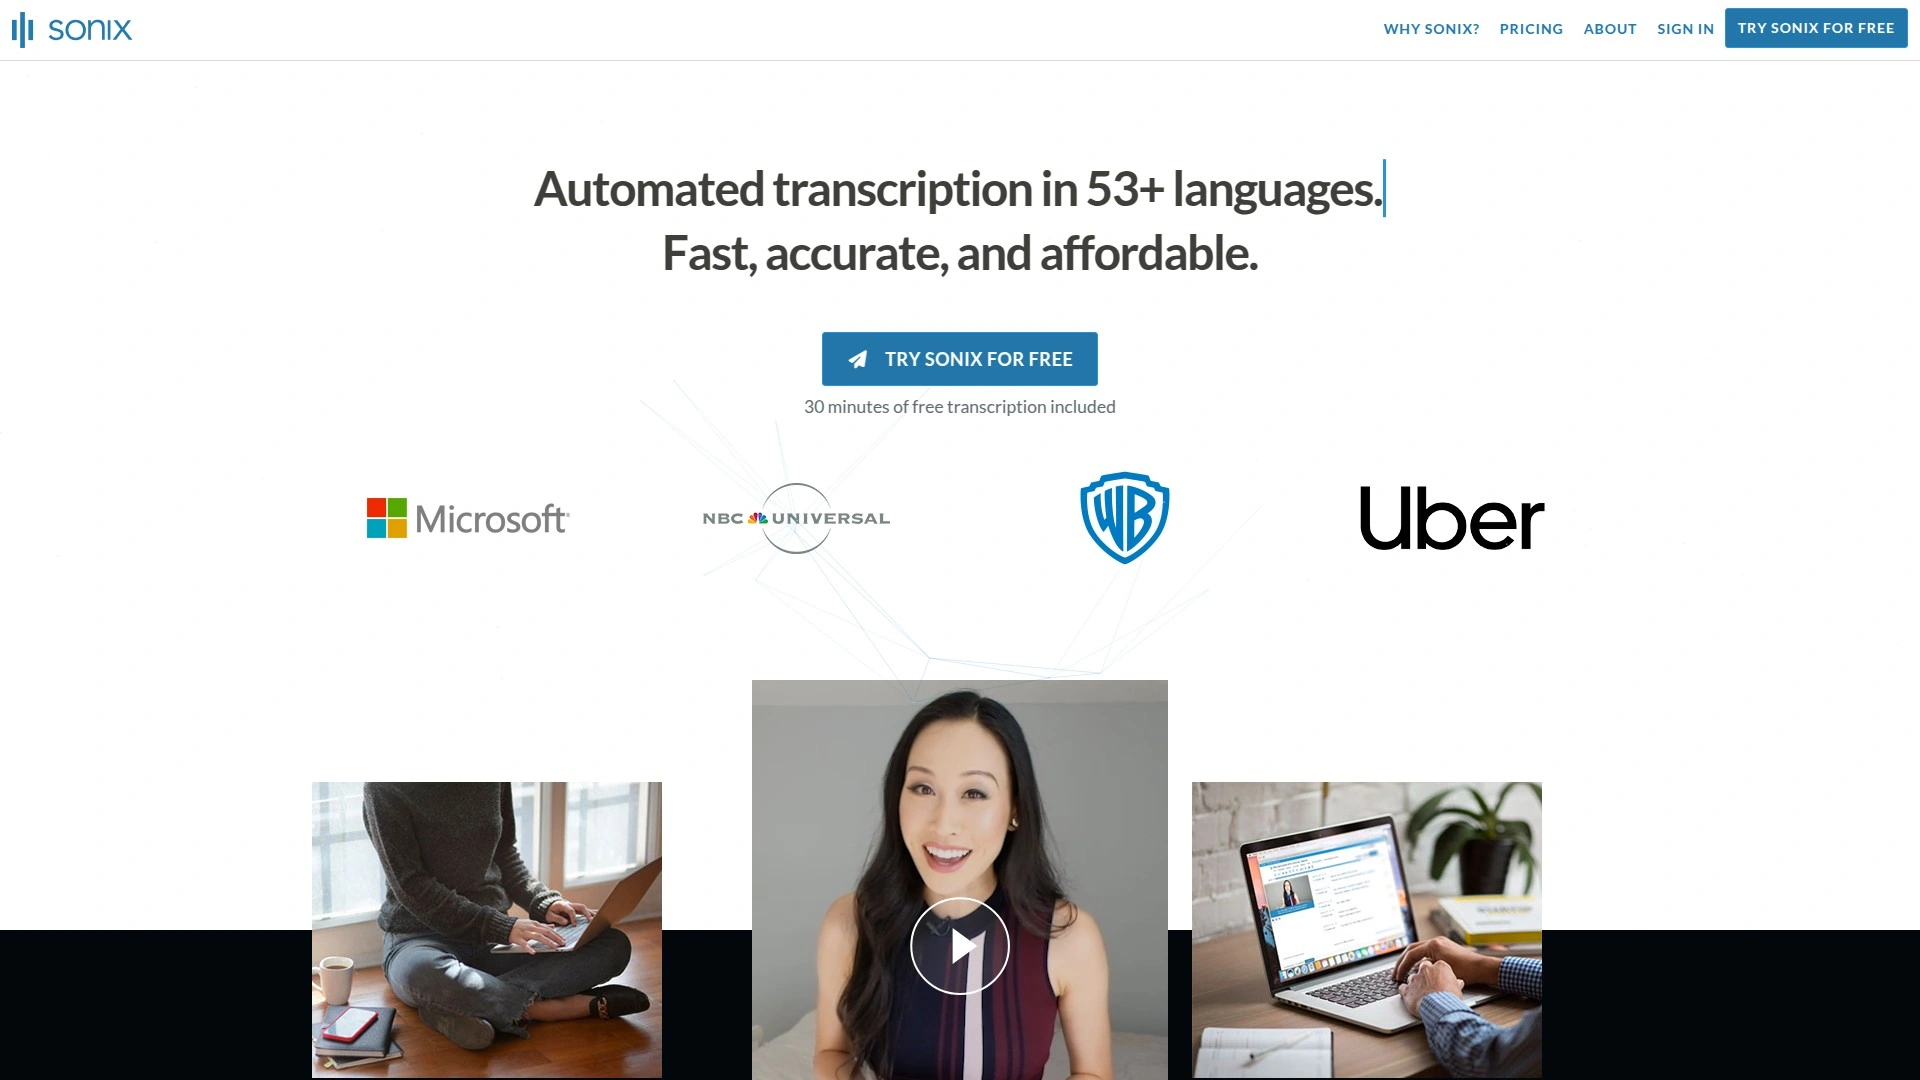 sonix
WHY SONIX?
PRICING
ABOUT
SIGN IN
TRY SONIX FOR FREE
Automated transcription in 53+ languages.
Fast, accurate, and affordable.
TRY SONIX FOR FREE
30 minutes of free transcription included
Microsoft
NBC UNIVERSAL
WB
Uber